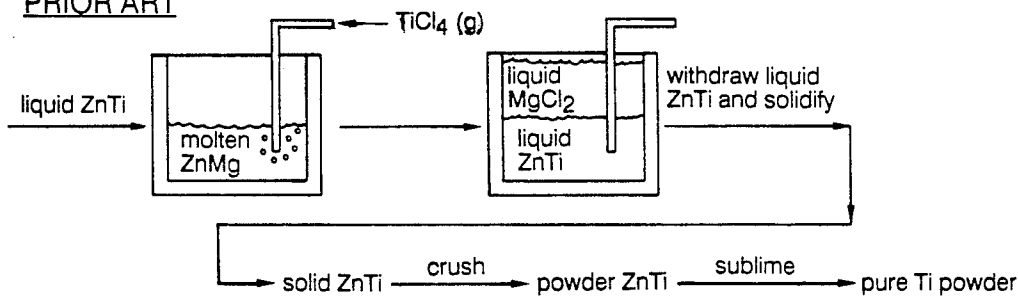 PRIOR ART
TiCl4 (g)
liquid ZnTi
molten
ZnMg
liquid
MgCl2
liquid
ZnTi
withdraw liquid
ZnTi and solidify
solid ZnTi
crush
powder ZnTi
sublime
pure Ti powder